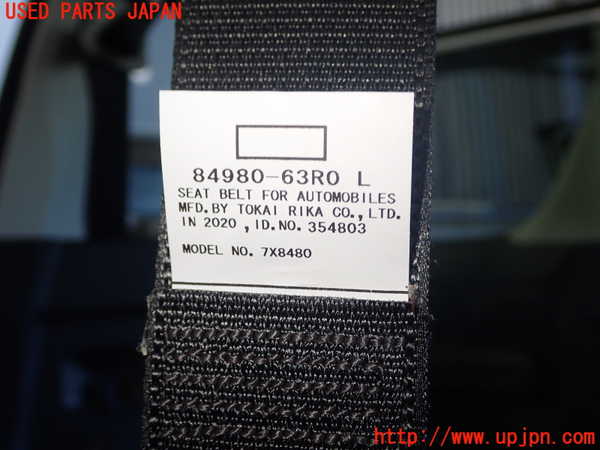 USED PARTS JAPAN
84980-63R0 L
SEAT BELT FOR AUTOMOBILES
MFD.BY TOKAI RIKA CO.,LTD.
IN 2020 ,ID.NO.354803
MODEL NO. 7X8480
http://www.upjpn.com/